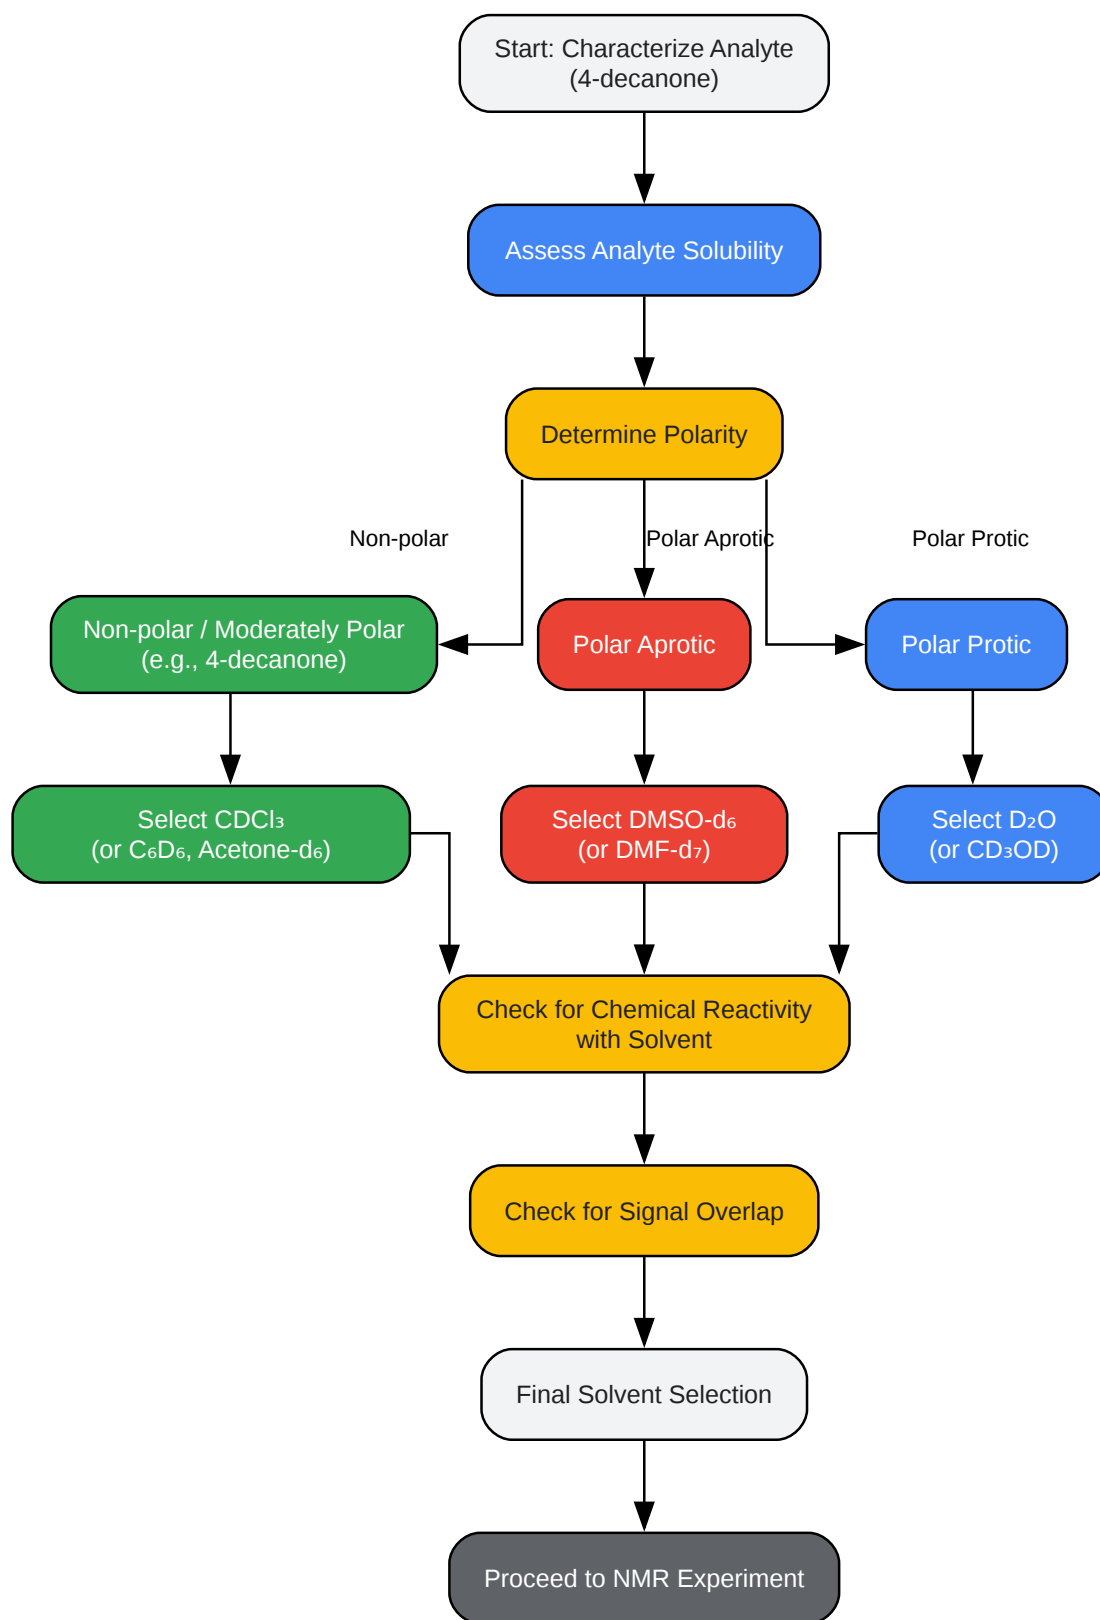 Start: Characterize Analyte
(4-decanone)
Assess Analyte Solubility
Determine Polarity
Non-polar
Polar Aprotic
Polar Protic
Non-polar / Moderately Polar
(e.g., 4-decanone)
Polar Aprotic
Polar Protic
Select CDCl₃
(or C₆D₆, Acetone-d₆)
Select DMSO-d₆
(or DMF-d₇)
Select D₂O
(or CD₃OD)
Check for Chemical Reactivity
with Solvent
Check for Signal Overlap
Final Solvent Selection
Proceed to NMR Experiment